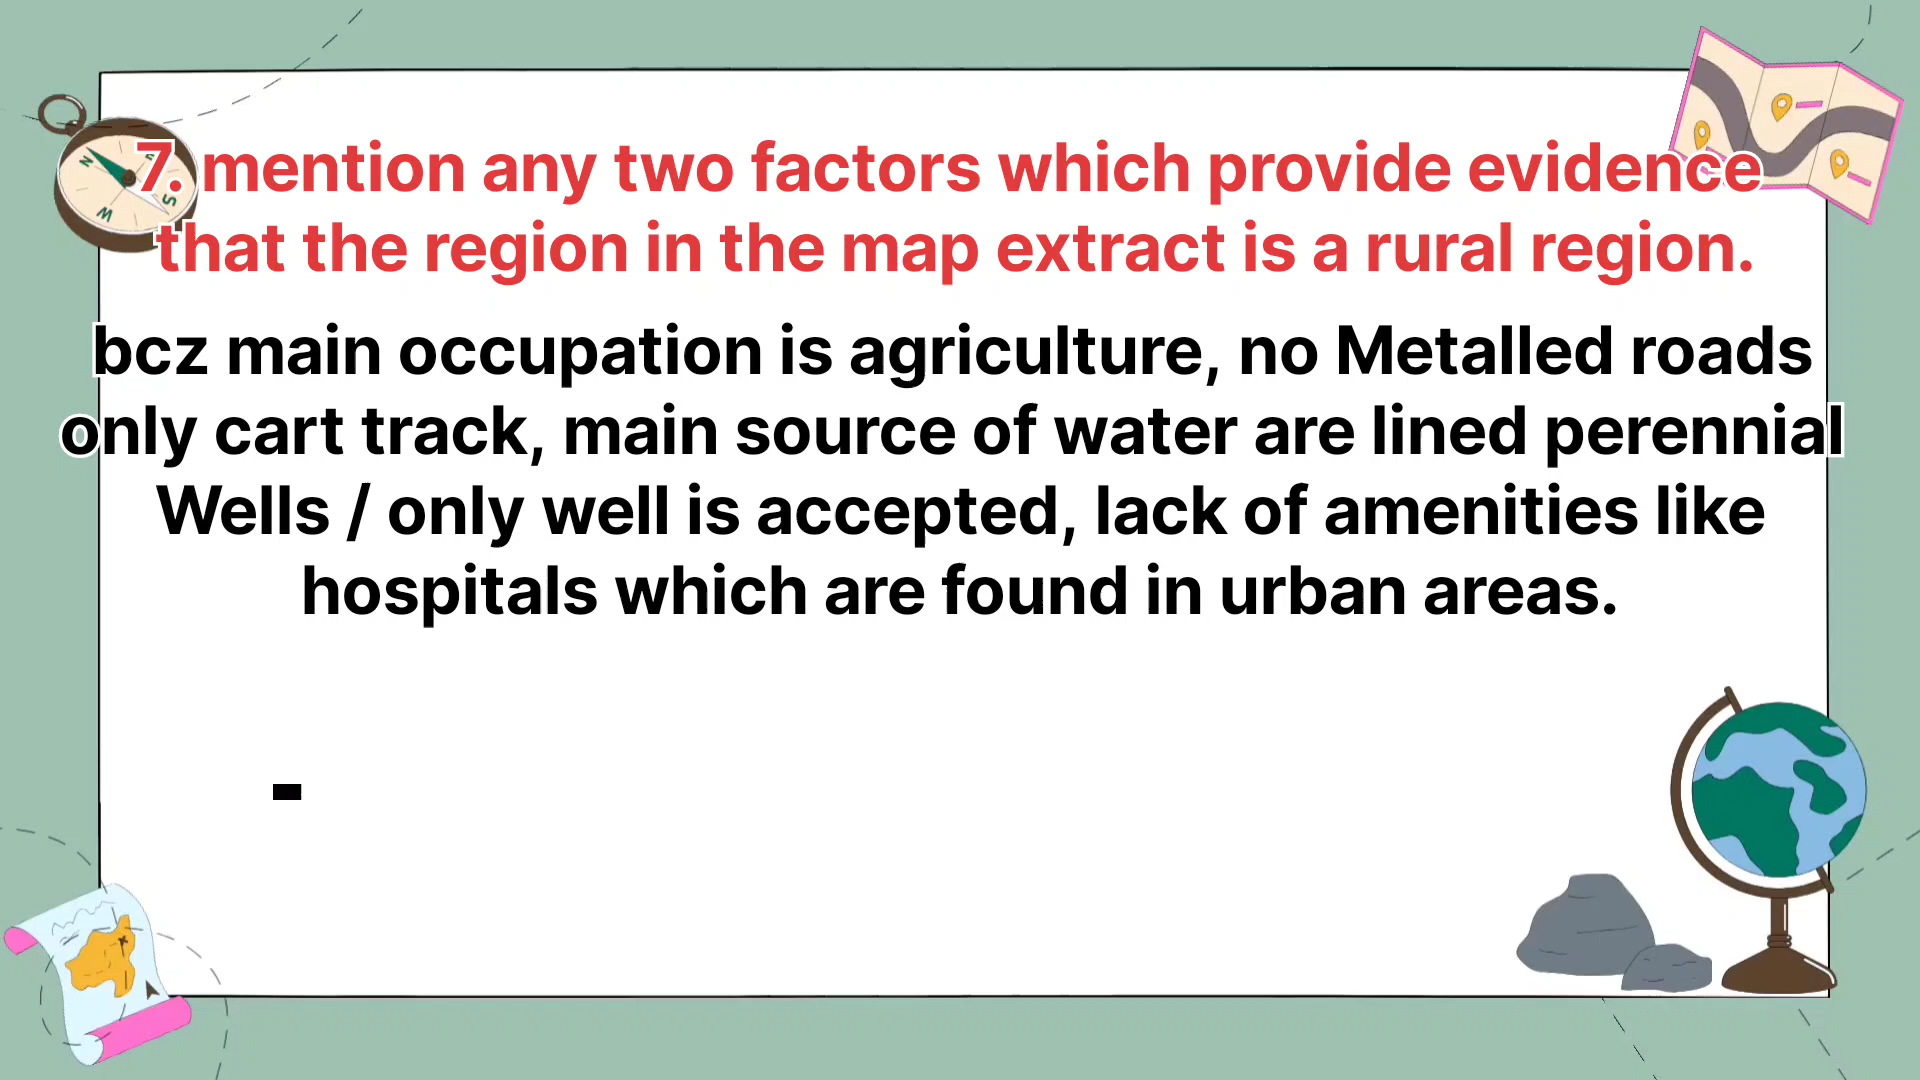 7. mention any two factors which provide evidence
that the region in the map extract is a rural region.
bcz main occupation is agriculture, no Metalled roads
only cart track, main source of water are lined perennial
Wells / only well is accepted, lack of amenities like
hospitals which are found in urban areas.
-
N
S
W